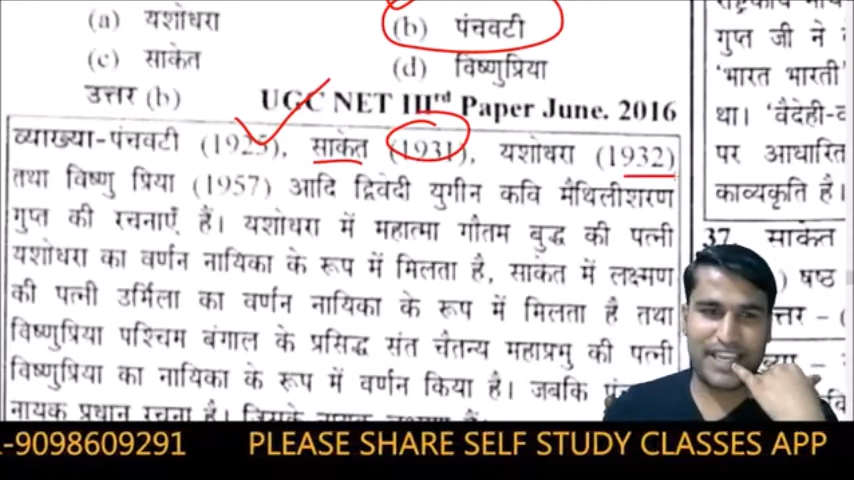 (a) यशोधरा
(b) पंचवटी
(c) साकेत
(d) विष्णुप्रिया
उत्तर (b)
UGC NET IIIrd Paper June. 2016
व्याख्या-पंचवटी (1925), साकेत (1931), यशोधरा (1932)
तथा विष्णु प्रिया (1957) आदि द्विवेदी युगीन कवि मैथिलीशरण
गुप्त की रचनाएँ हैं। यशोधरा में महात्मा गौतम बुद्ध की पत्नी
यशोधरा का वर्णन नायिका के रूप में मिलता है, साकेत में लक्ष्मण
की पत्नी उर्मिला का वर्णन नायिका के रूप में मिलता है तथा
विष्णुप्रिया पश्चिम बंगाल के प्रसिद्ध संत चैतन्य महाप्रभु की पत्नी
विष्णुप्रिया का नायिका के रूप में वर्णन किया है। जबकि
नायक प्रधान रचना है।
गुप्त जी ने
'भारत भारती'
था।
पर आधारित
काव्यकृति है।
37. साकेत
) षष्ठ
-9098609291 PLEASE SHARE SELF STUDY CLASSES APP